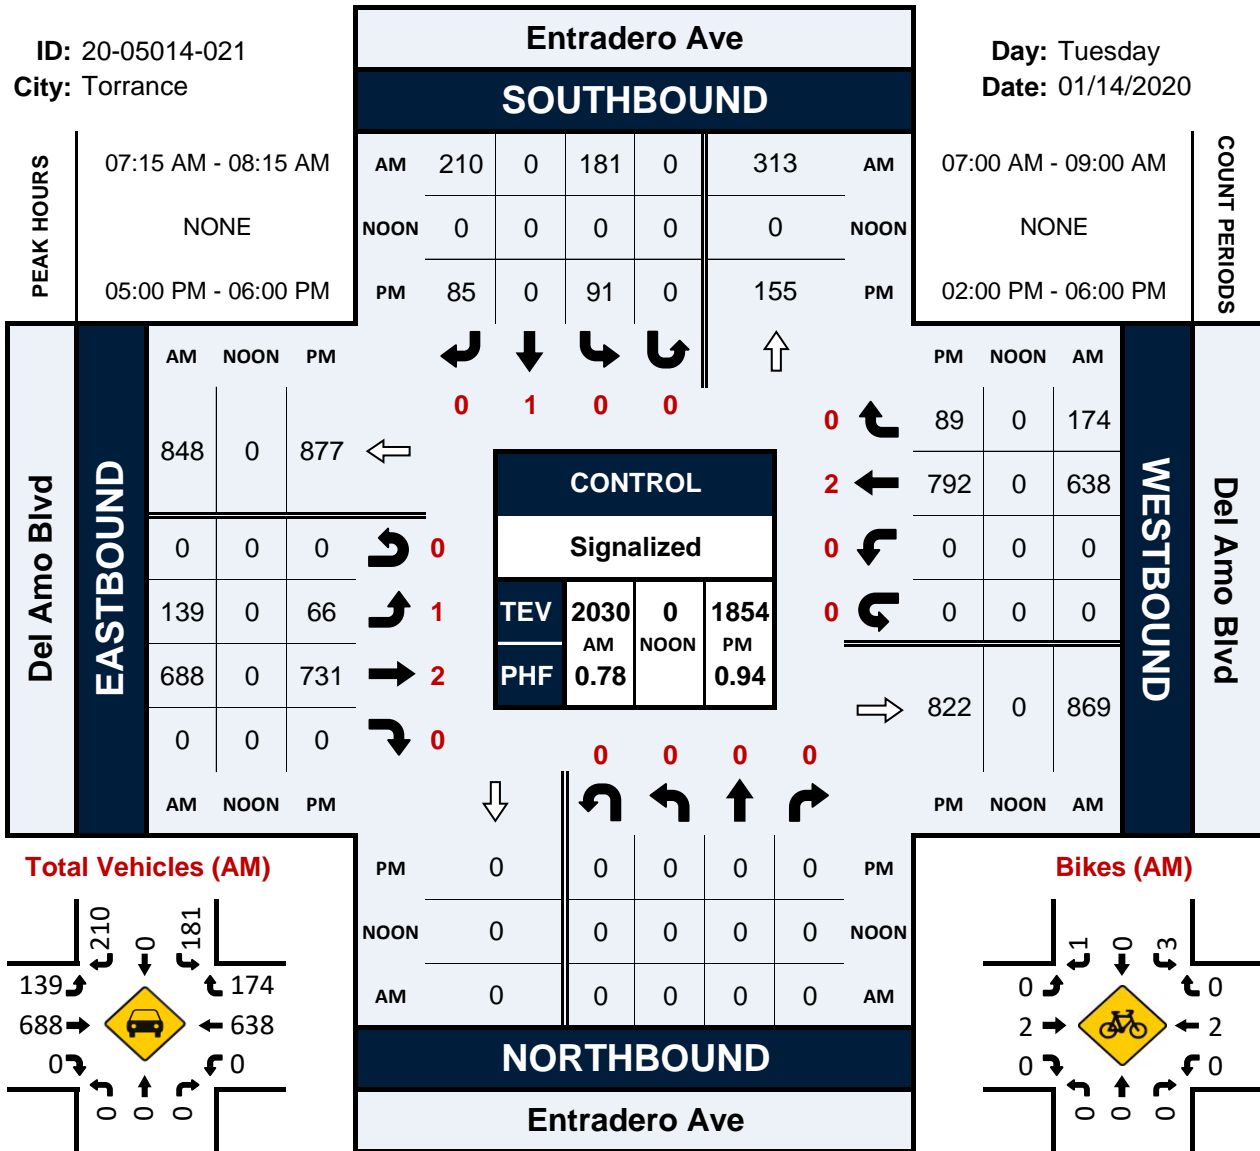 ID: 20-05014-021
City: Torrance
Entradero Ave
SOUTHBOUND
Day: Tuesday
Date: 01/14/2020
PEAK HOURS
07:15 AM - 08:15 AM
NONE
05:00 PM - 06:00 PM
AM 210 0 181 0 313 AM
NOON 0 0 0 0 0 NOON
PM 85 0 91 0 155 PM
07:00 AM - 09:00 AM
NONE
02:00 PM - 06:00 PM
COUNT PERIODS
0 1 0 0
Del Amo Blvd
EASTBOUND
AM NOON PM
848 0 877
0 0 0 0
139 0 66 1
688 0 731 2
0 0 0 0
AM NOON PM
CONTROL
Signalized
TEV 2030 0 1854
AM NOON PM
PHF 0.78 0.94
PM NOON AM
0 89 0 174
2 792 0 638
0 0 0 0
0 0 0 0
822 0 869
PM NOON AM
WESTBOUND
Del Amo Blvd
0 0 0 0
PM 0 0 0 0 0 PM
NOON 0 0 0 0 0 NOON
AM 0 0 0 0 0 AM
NORTHBOUND
Entradero Ave
Total Vehicles (AM)
210 0 181
139 174
688 638
0 0
0 0 0
Bikes (AM)
1 0 3
0 0
2 2
0 0
0 0 0